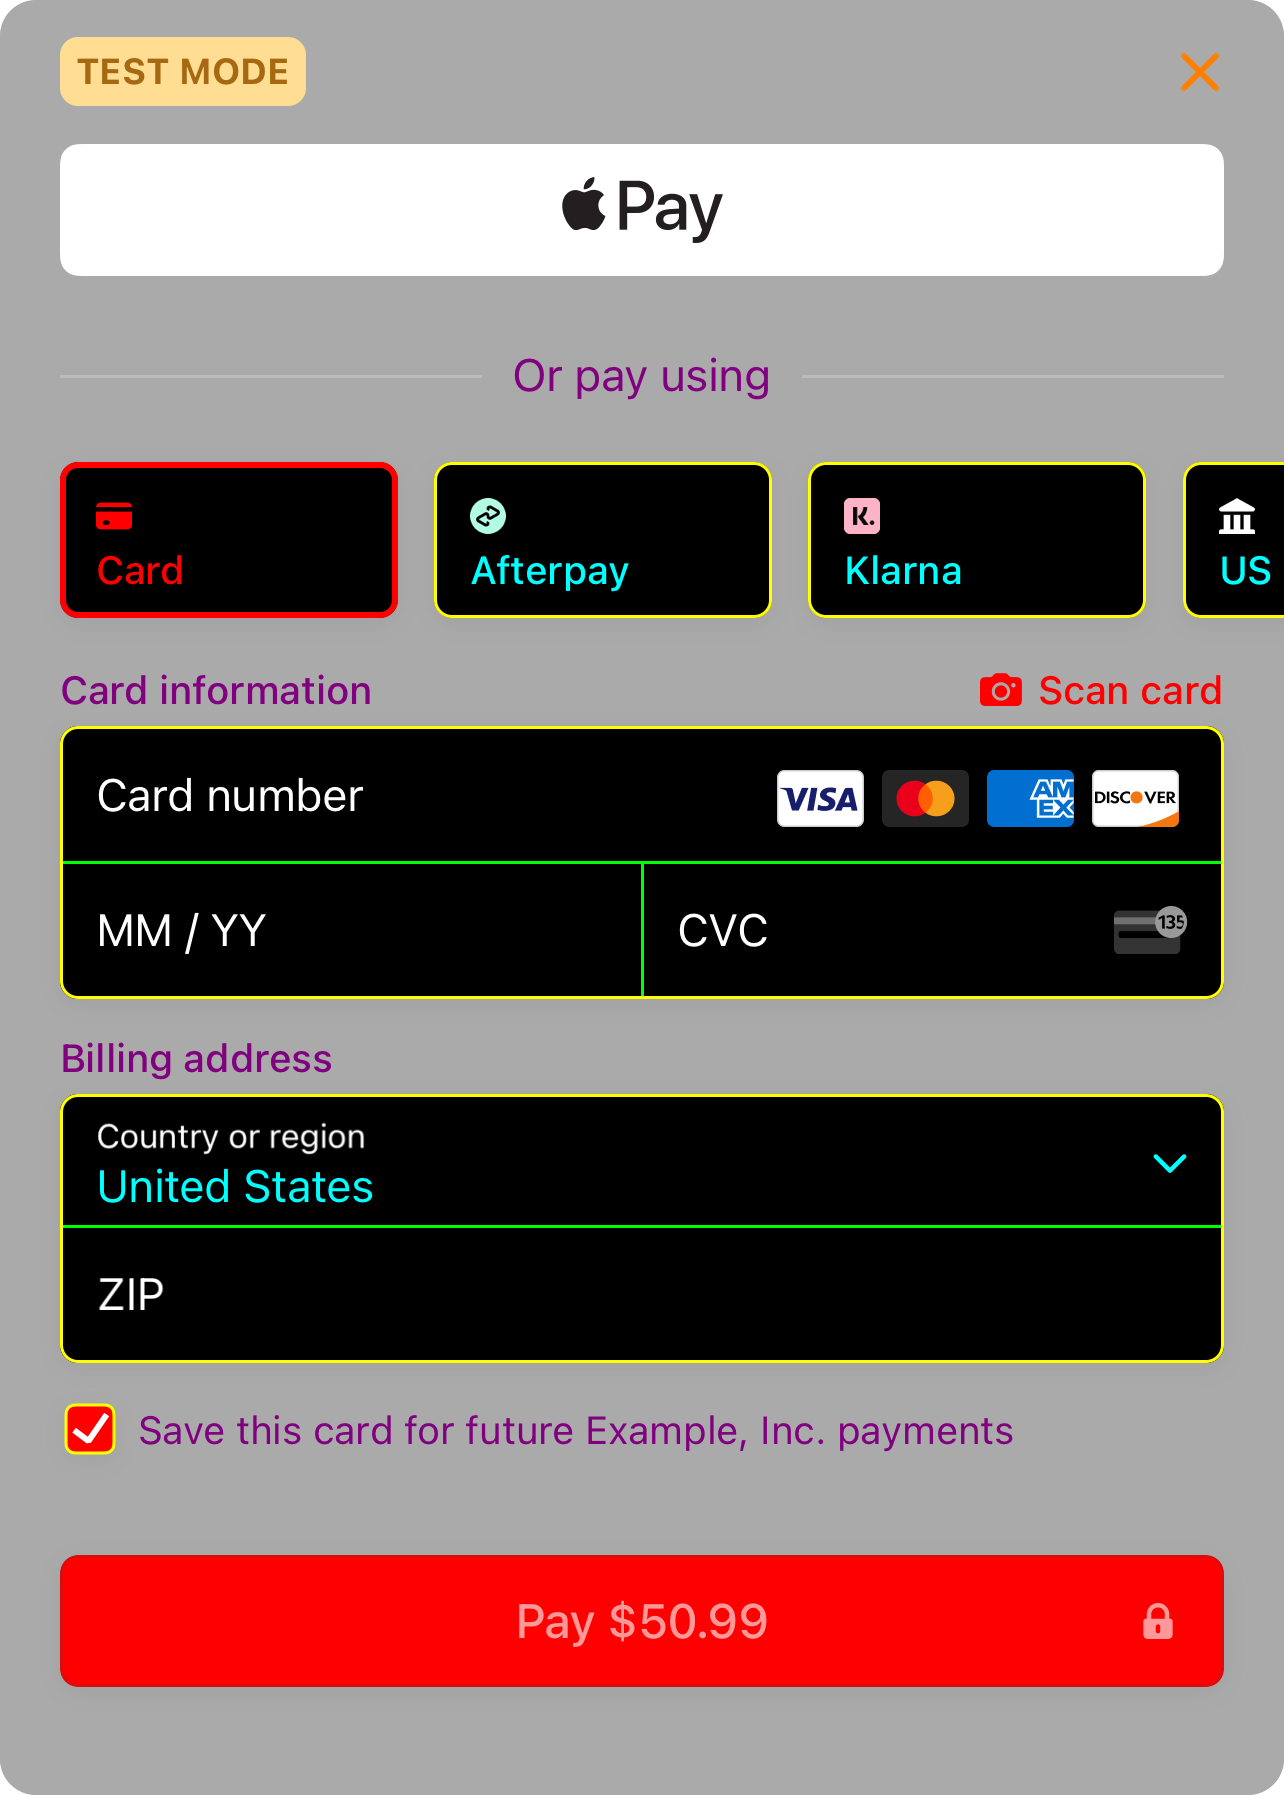 TEST MODE
Pay
Or pay using
Card
Afterpay
K.
Klarna
US
Card information
Scan card
Card number
VISA
AM
EX
DISCOVER
MM / YY
CVC
135
Billing address
Country or region
United States
ZIP
Save this card for future Example, Inc. payments
Pay $50.99